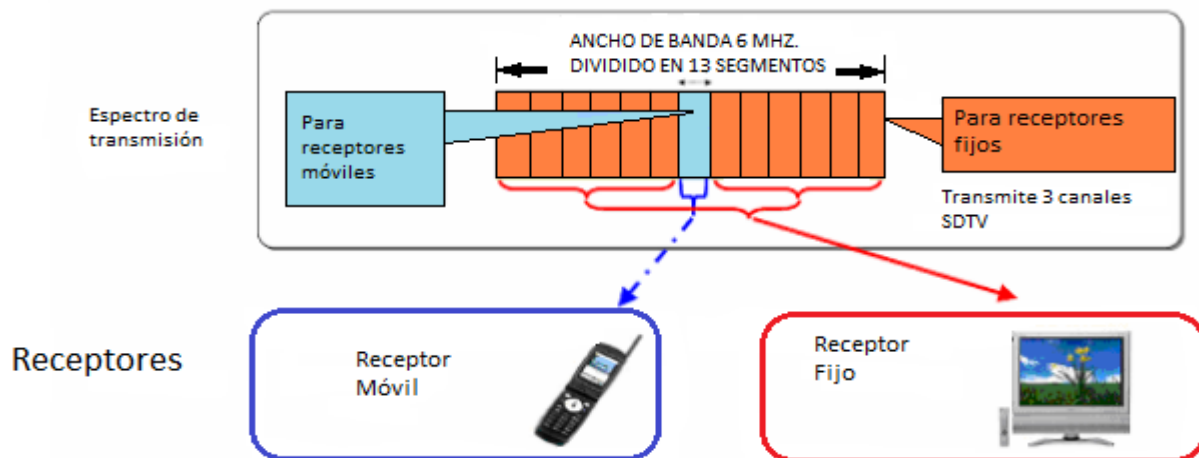 ANCHO DE BANDA 6 MHZ.
DIVIDIDO EN 13 SEGMENTOS
Espectro de
transmisión
Para
receptores
móviles
Para receptores
fijos
Transmite 3 canales
SDTV
Receptores
Receptor
Móvil
Receptor
Fijo